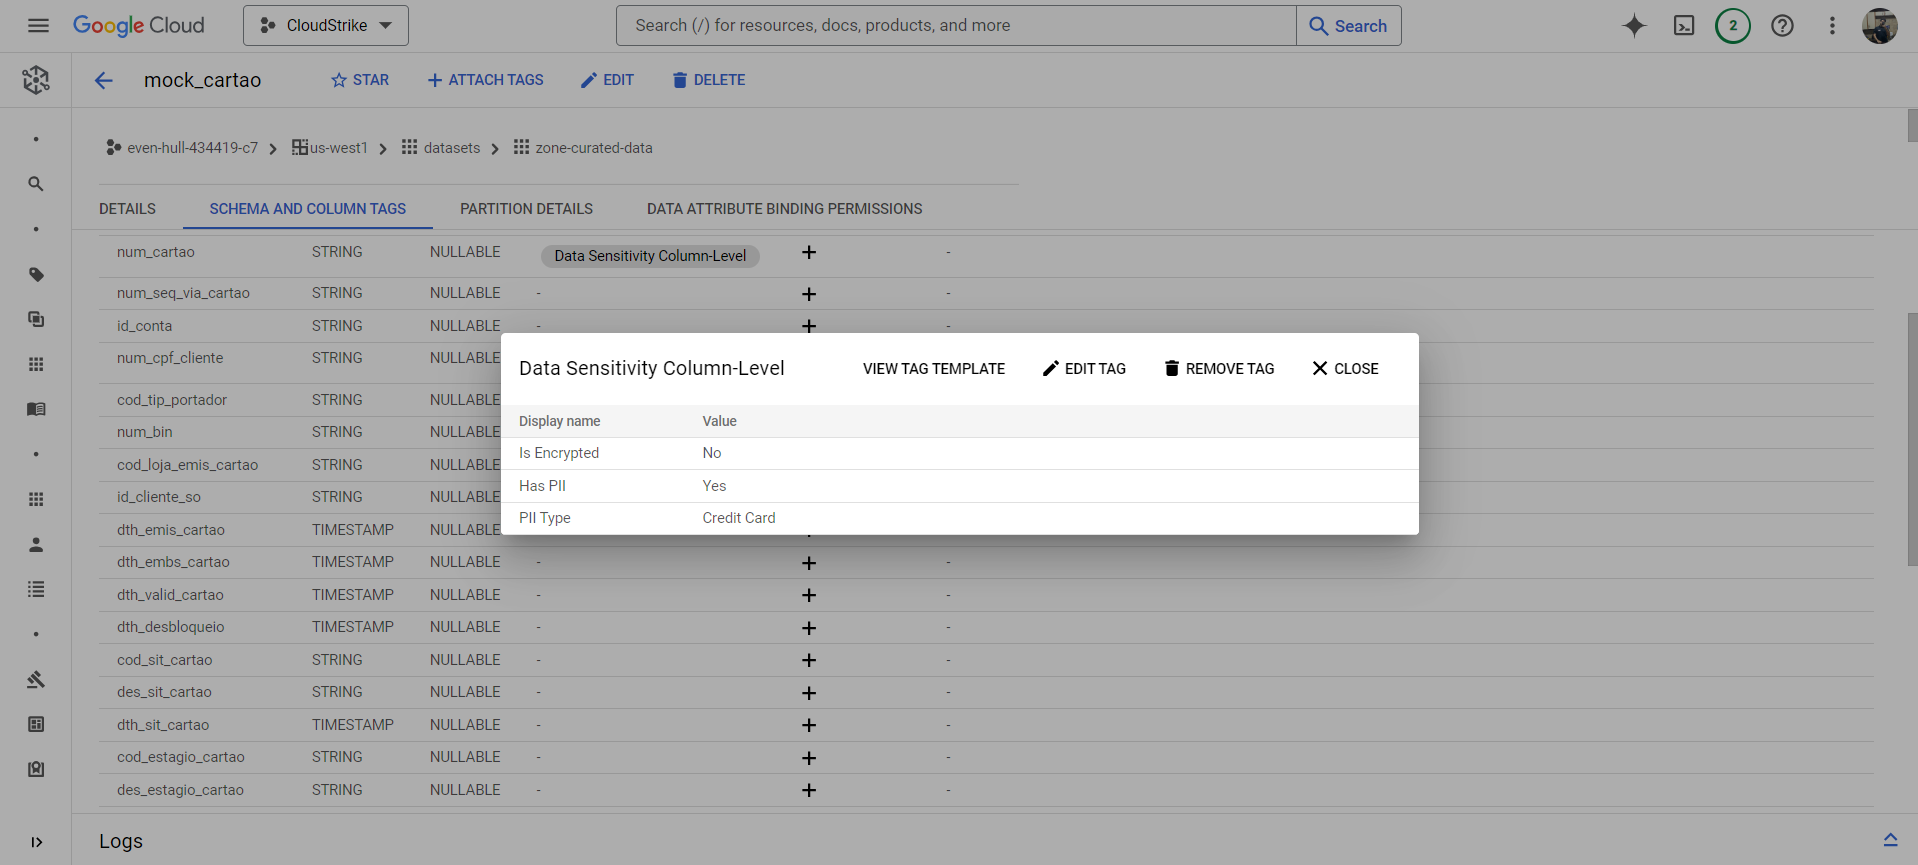 Google Cloud CloudStrike Search (/) for resources, docs, products, and more Search 2
mock_cartao STAR ATTACH TAGS EDIT DELETE
even-hull-434419-c7 us-west1 datasets zone-curated-data
DETAILS SCHEMA AND COLUMN TAGS PARTITION DETAILS DATA ATTRIBUTE BINDING PERMISSIONS
num_cartao STRING NULLABLE Data Sensitivity Column-Level + -
num_seq_via_cartao STRING NULLABLE - + -
id_conta STRING NULLABLE - + -
num_cpf_cliente STRING NULLABLE
cod_tip_portador STRING NULLABLE
num_bin STRING NULLABLE
cod_loja_emis_cartao STRING NULLABLE
id_cliente_so STRING NULLABLE
dth_emis_cartao TIMESTAMP NULLABLE
dth_embs_cartao TIMESTAMP NULLABLE - + -
dth_valid_cartao TIMESTAMP NULLABLE - + -
dth_desbloqueio TIMESTAMP NULLABLE - + -
cod_sit_cartao STRING NULLABLE - + -
des_sit_cartao STRING NULLABLE - + -
dth_sit_cartao TIMESTAMP NULLABLE - + -
cod_estagio_cartao STRING NULLABLE - + -
des_estagio_cartao STRING NULLABLE - + -
Data Sensitivity Column-Level VIEW TAG TEMPLATE EDIT TAG REMOVE TAG CLOSE
Display name Value
Is Encrypted No
Has PII Yes
PII Type Credit Card
Logs